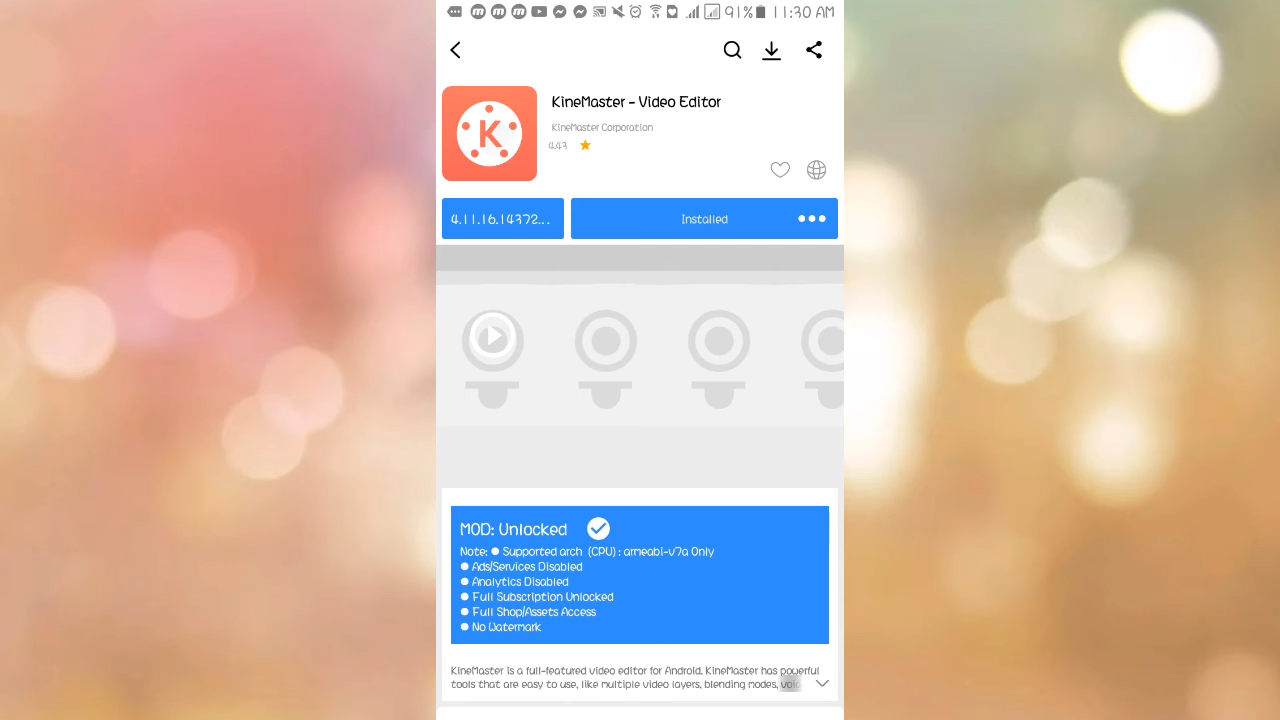 91% 11:30 AM
KineMaster - Video Editor
KineMaster Corporation
4.43
K
4.11.16.14372...
Installed
MOD: Unlocked
Note: ● Supported arch (CPU) : armeabi-v7a Only
● Ads/Services Disabled
● Analytics Disabled
● Full Subscription Unlocked
● Full Shop/Assets Access
● No Watermark
KineMaster is a full-featured video editor for Android. KineMaster has powerful
tools that are easy to use, like multiple video layers, blending modes,